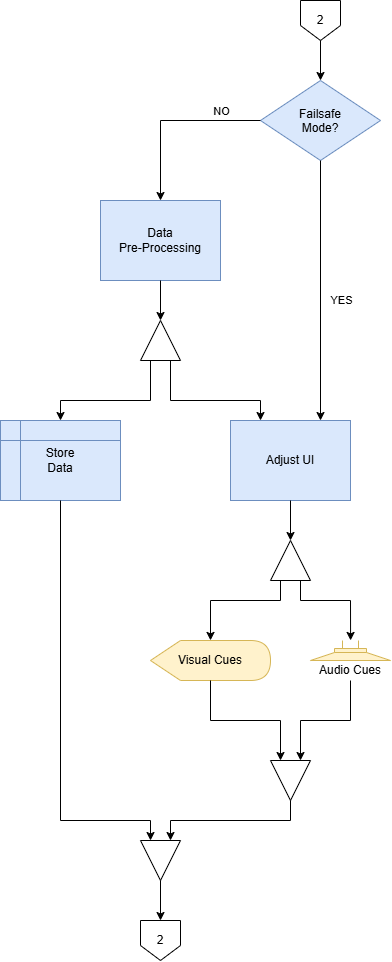 2
Failsafe
Mode?
NO
Data
Pre-Processing
YES
Store
Data
Adjust UI
Visual Cues
Audio Cues
2